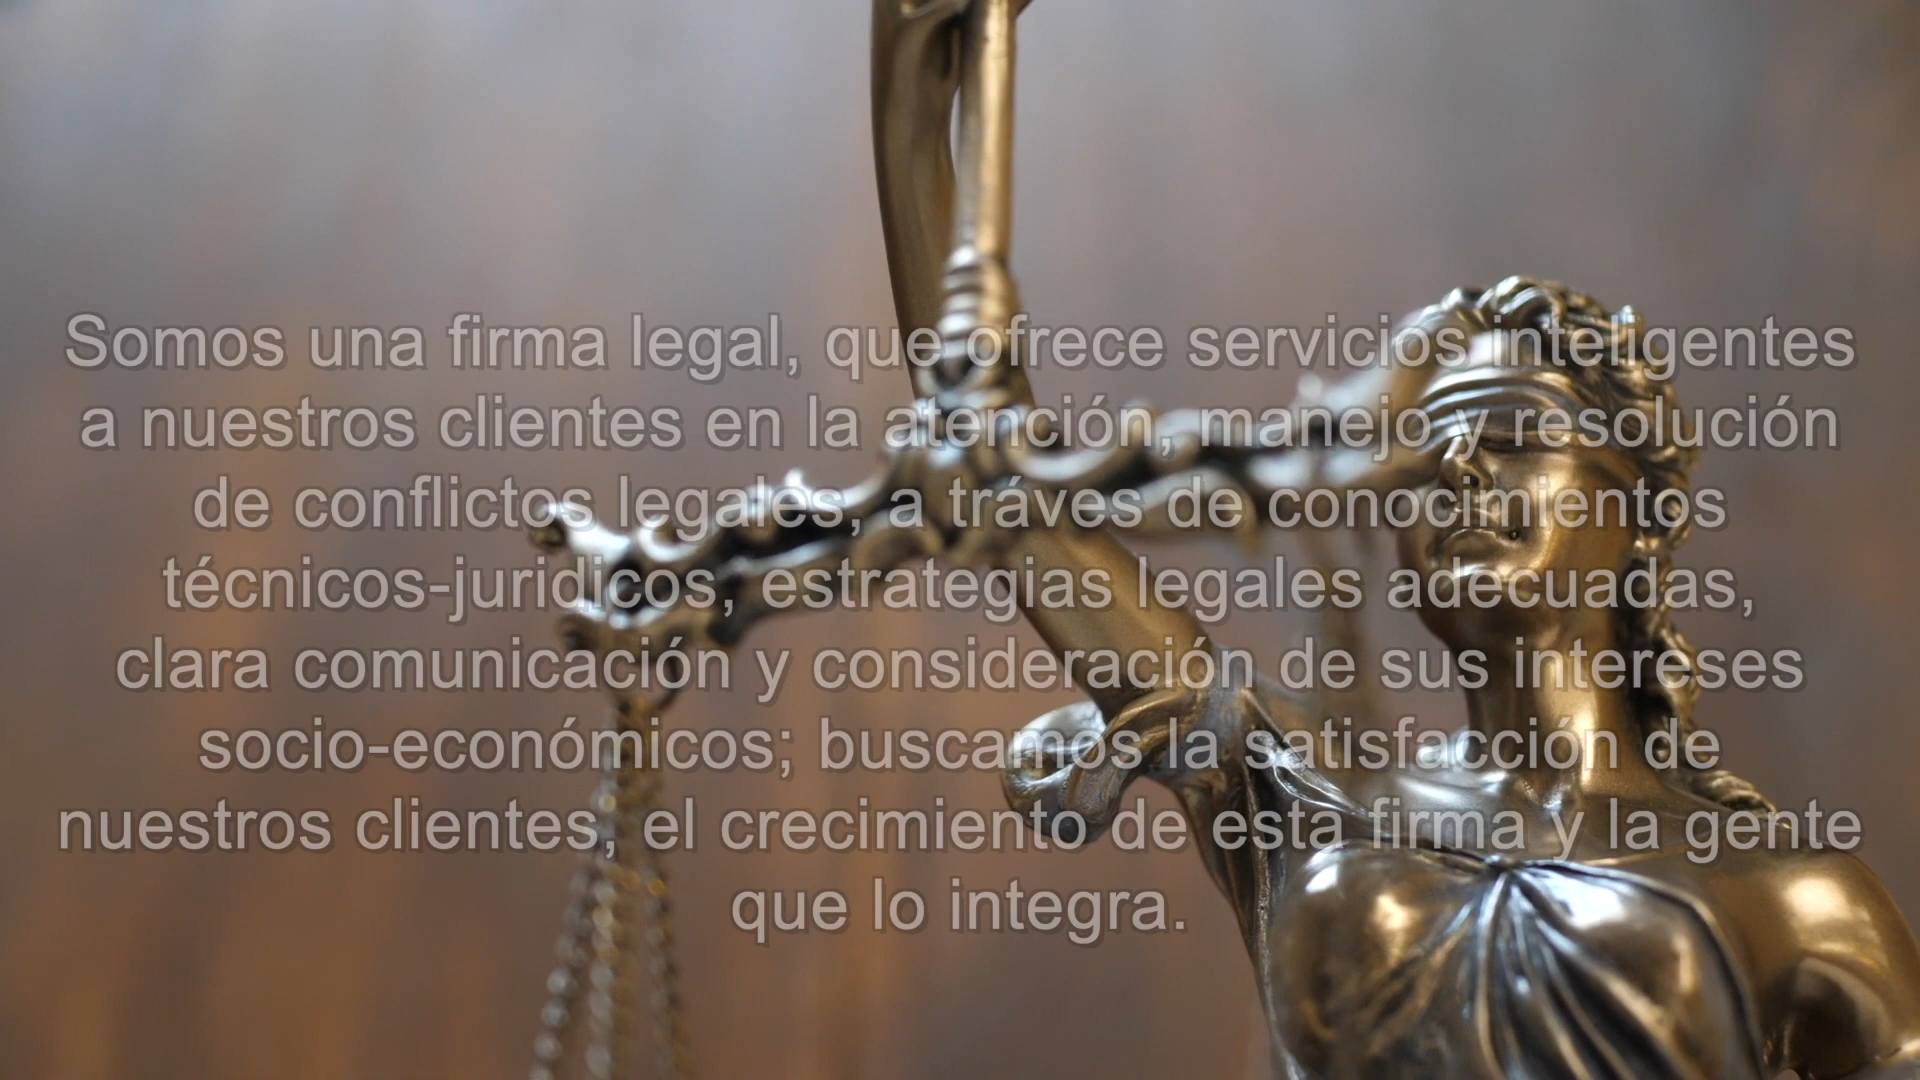 Somos una firma legal, que ofrece servicios inteligentes
a nuestros clientes en la atención, manejo y resolución
de conflictos legales, a tráves de conocimientos
técnicos-juridicos, estrategias legales adecuadas,
clara comunicación y consideración de sus intereses
socio-económicos; buscamos la satisfacción de
nuestros clientes, el crecimiento de esta firma y la gente
que lo integra.